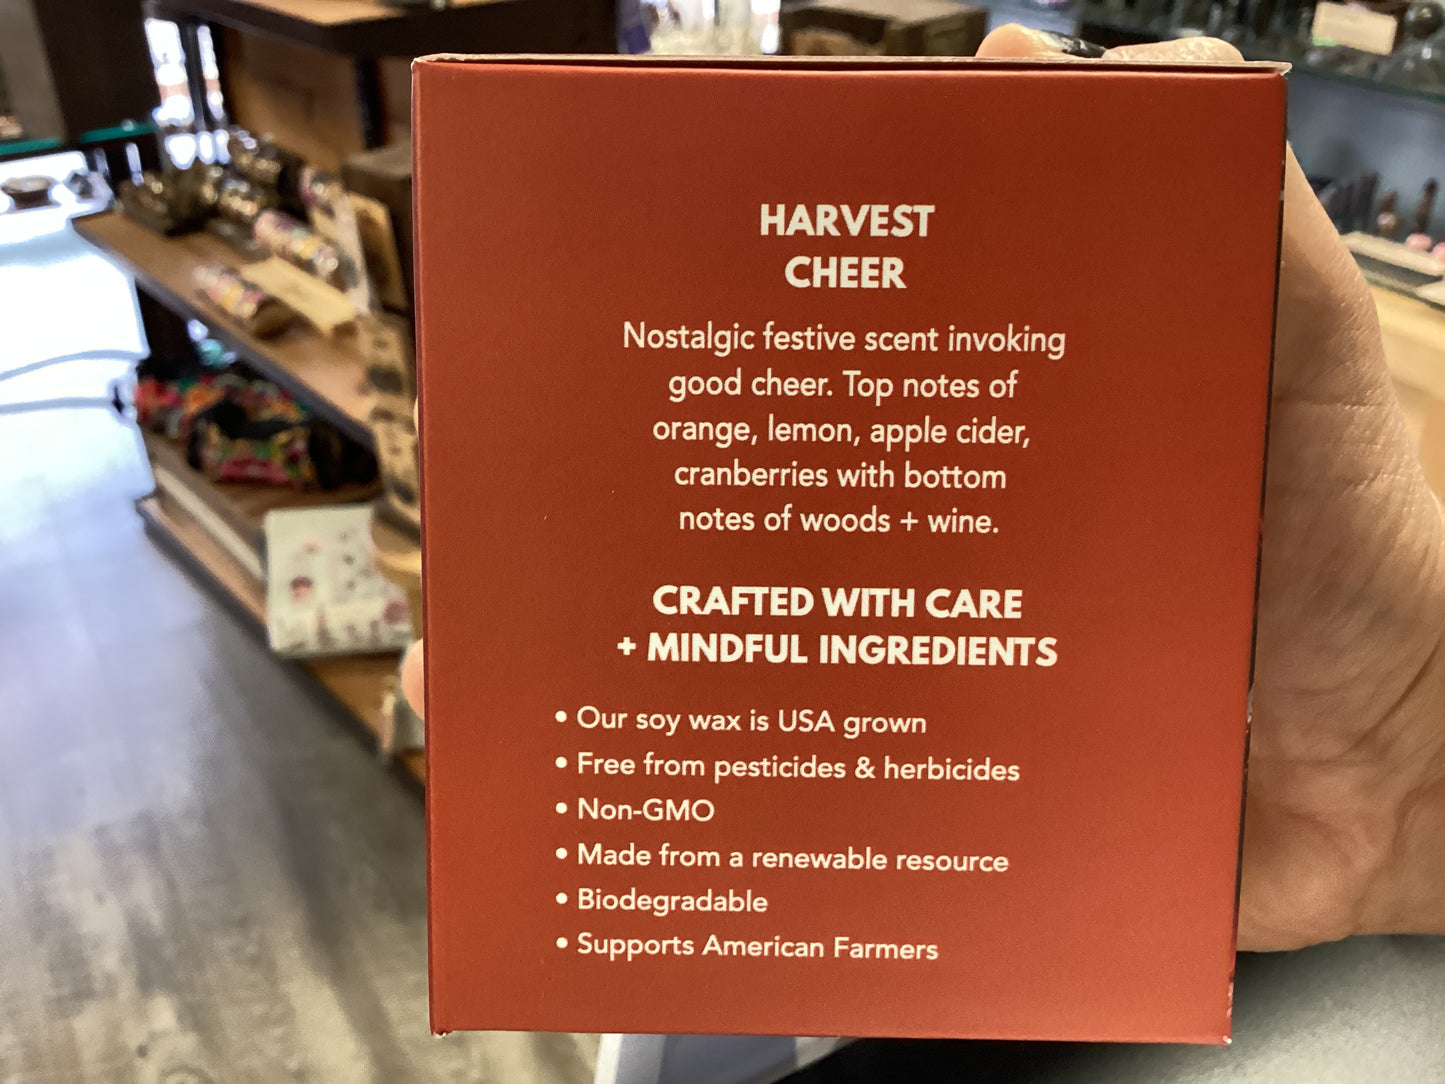 HARVEST
CHEER
Nostalgic festive scent invoking
good cheer. Top notes of
orange, lemon, apple cider,
cranberries with bottom
notes of woods + wine.
CRAFTED WITH CARE
+ MINDFUL INGREDIENTS
• Our soy wax is USA grown
• Free from pesticides & herbicides
• Non-GMO
• Made from a renewable resource
• Biodegradable
• Supports American Farmers